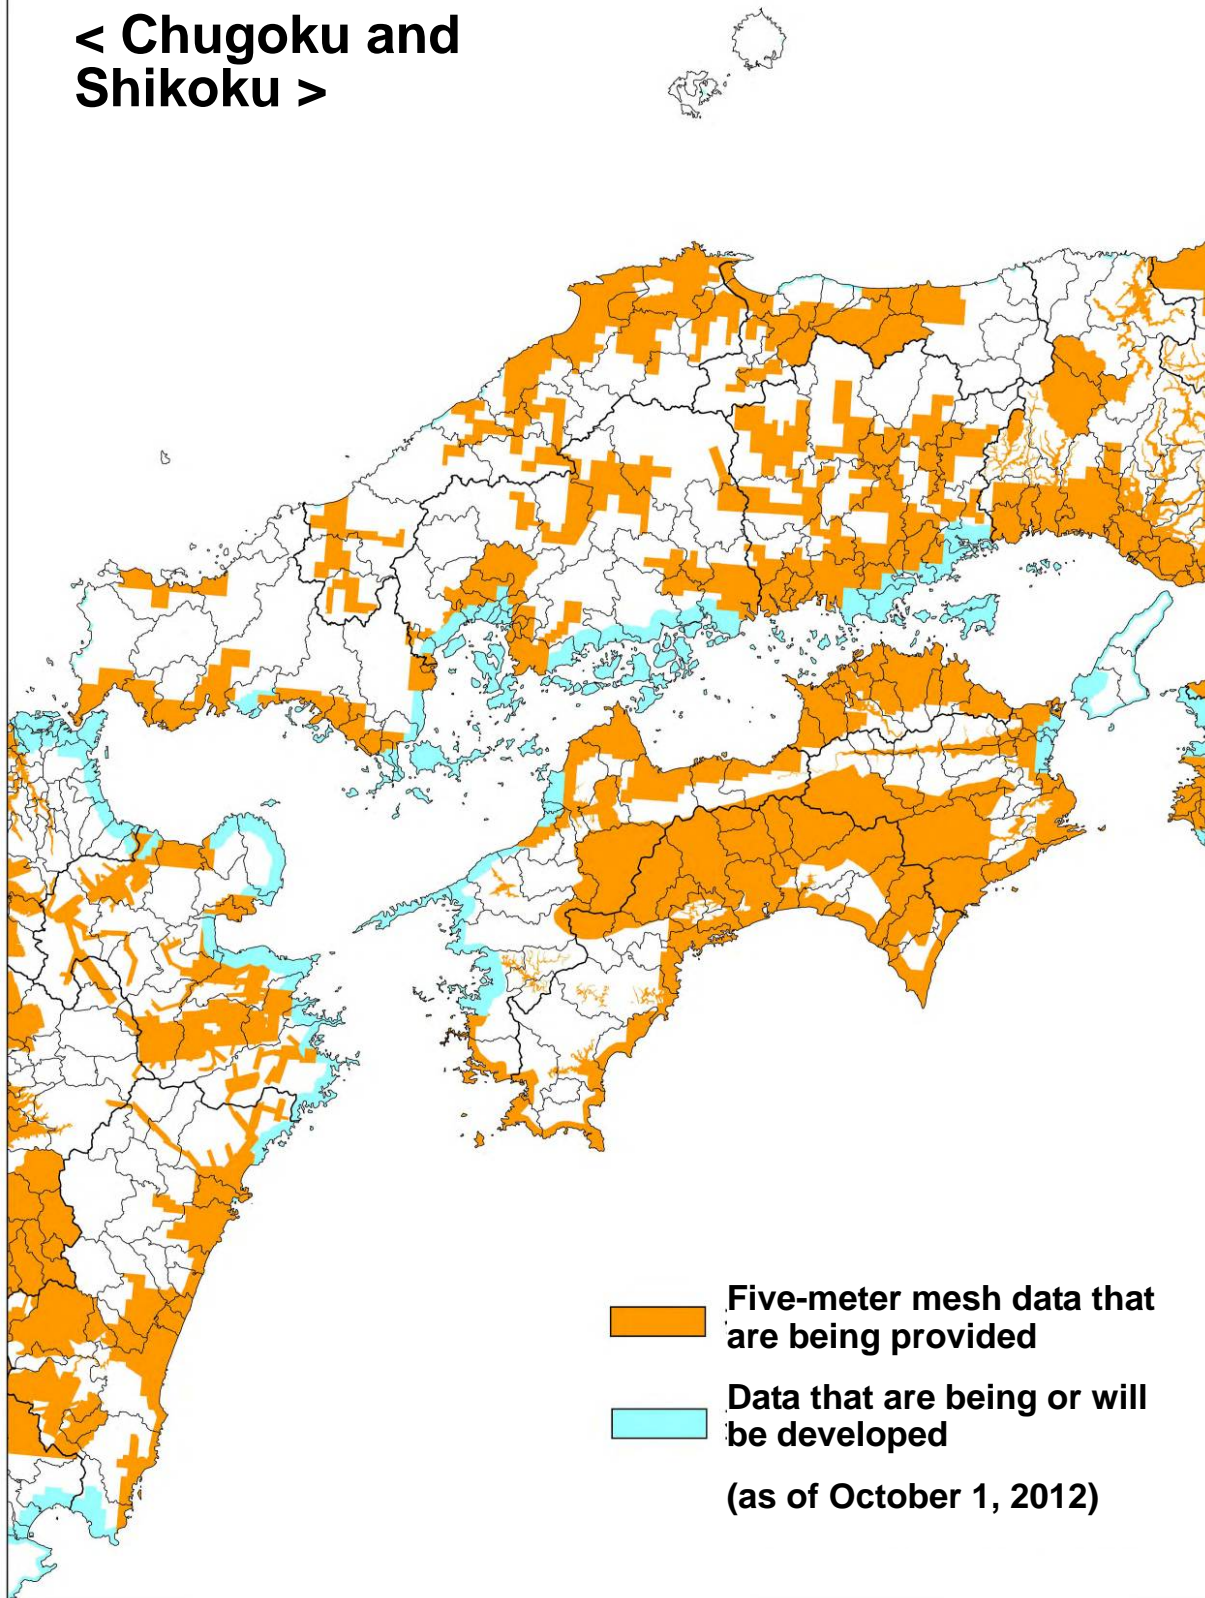 < Chugoku and
Shikoku >
Five-meter mesh data that
are being provided
Data that are being or will
be developed
(as of October 1, 2012)